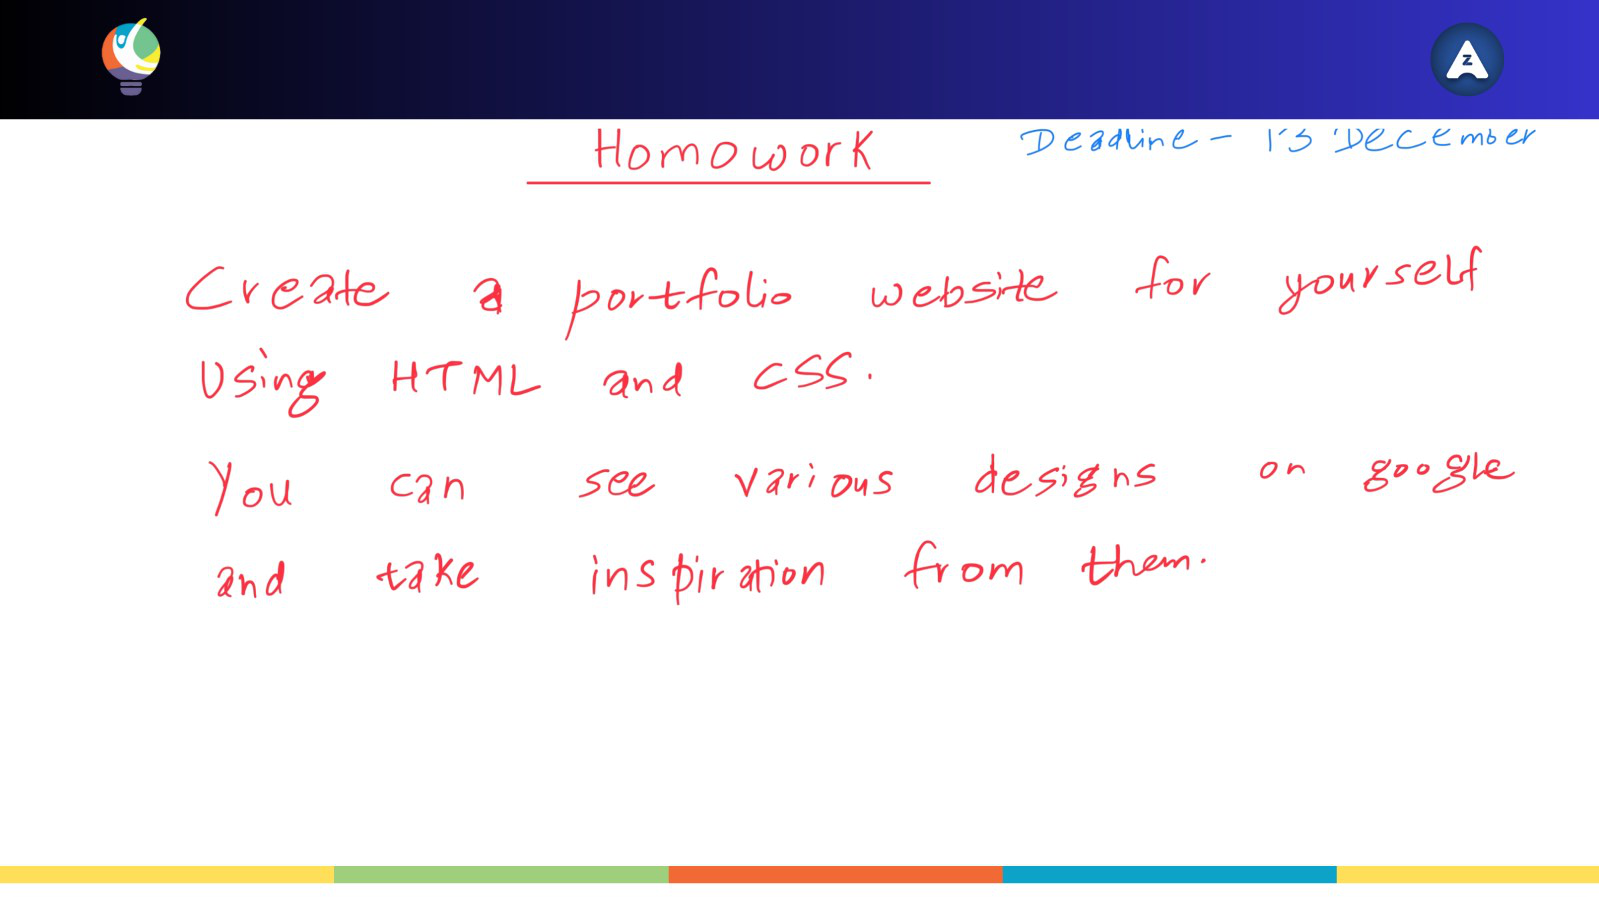 Homowork
Deadline - 13 December
Create a portfolio website for yourself
Using HTML and CSS.
You can see various designs on google
and take inspiration from them.
A
z